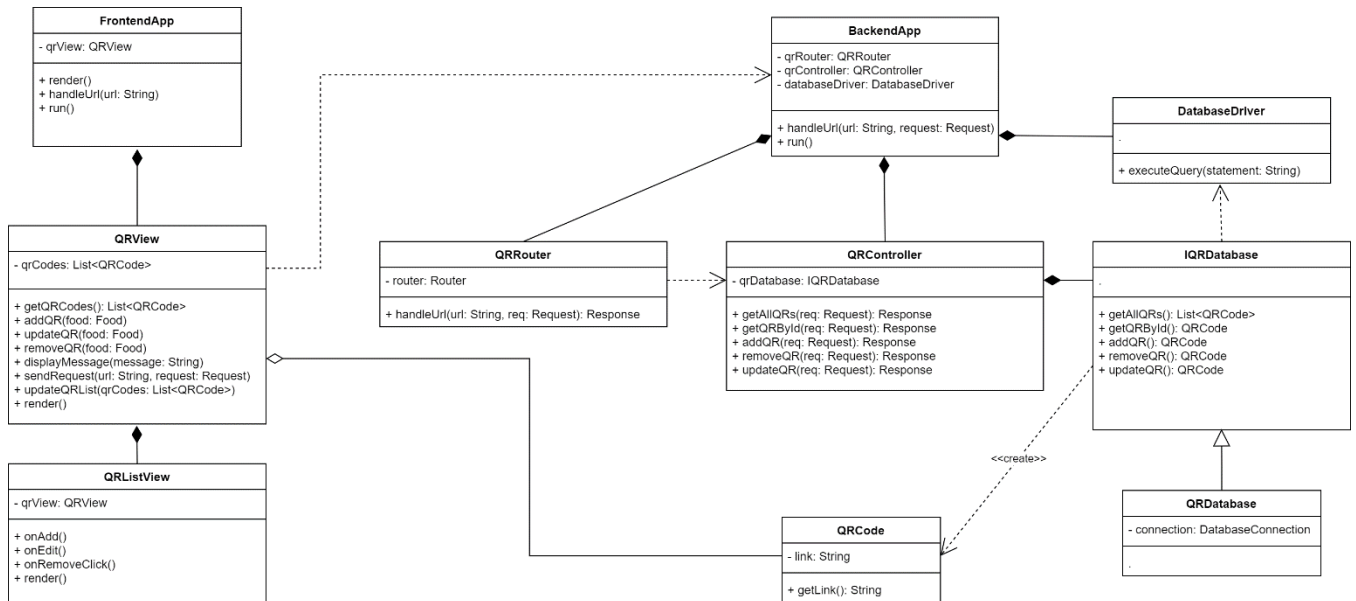 FrontendApp
- qrView: QRView
+ render()
+ handleUrl(url: String)
+ run()
BackendApp
- qrRouter: QRRouter
- qrController: QRController
- databaseDriver: DatabaseDriver
+ handleUrl(url: String, request: Request)
+ run()
DatabaseDriver
.
+ executeQuery(statement: String)
QRView
- qrCodes: List<QRCode>
+ getQRCodes(): List<QRCode>
+ addQR(food: Food)
+ updateQR(food: Food)
+ removeQR(food: Food)
+ displayMessage(message: String)
+ sendRequest(url: String, request: Request)
+ updateQRList(qrCodes: List<QRCode>)
+ render()
QRRouter
- router: Router
+ handleUrl(url: String, req: Request): Response
QRController
- qrDatabase: IQRDatabase
+ getAllQRs(req: Request): Response
+ getQRById(req: Request): Response
+ addQR(req: Request): Response
+ removeQR(req: Request): Response
+ updateQR(req: Request): Response
IQRDatabase
.
+ getAllQRs(): List<QRCode>
+ getQRById(): QRCode
+ addQR(): QRCode
+ removeQR(): QRCode
+ updateQR(): QRCode
<<create>>
QRListView
- qrView: QRView
+ onAdd()
+ onEdit()
+ onRemoveClick()
+ render()
QRCode
- link: String
+ getLink(): String
QRDatabase
- connection: DatabaseConnection
.